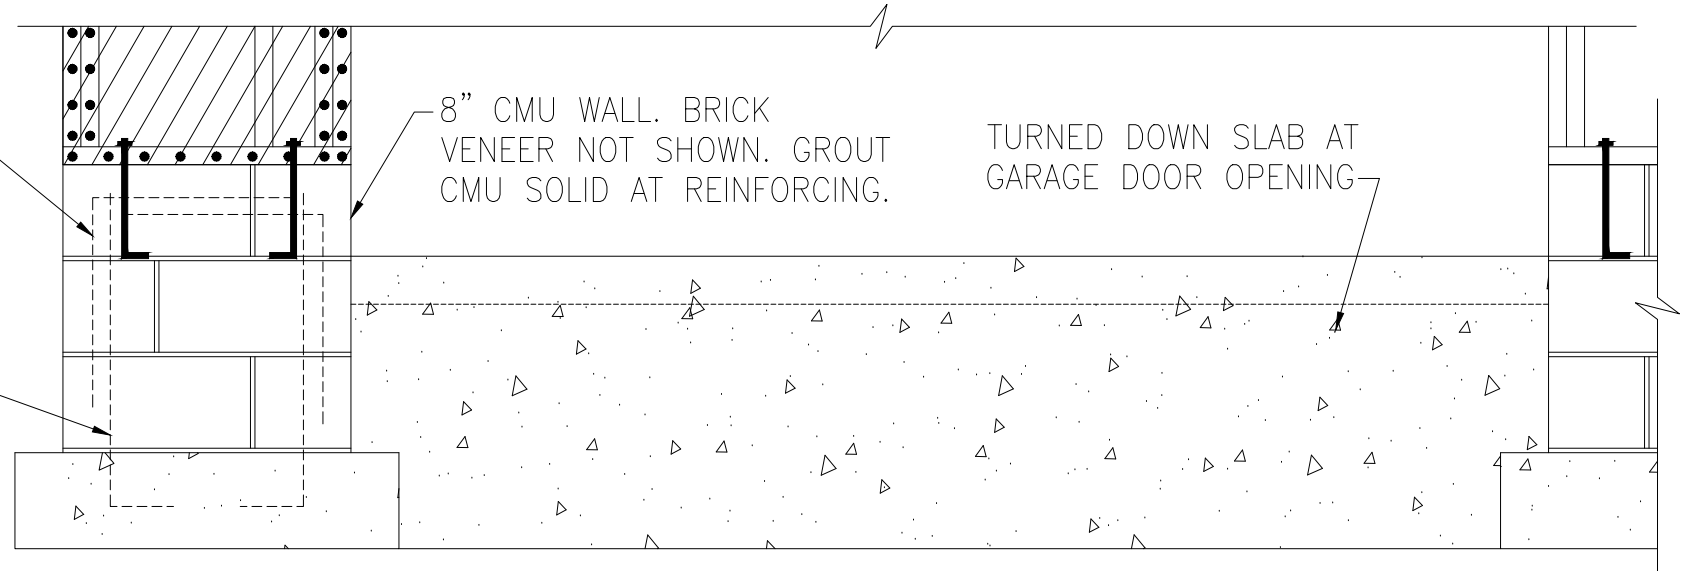 8” CMU WALL. BRICK
VENEER NOT SHOWN. GROUT
CMU SOLID AT REINFORCING.
TURNED DOWN SLAB AT
GARAGE DOOR OPENING